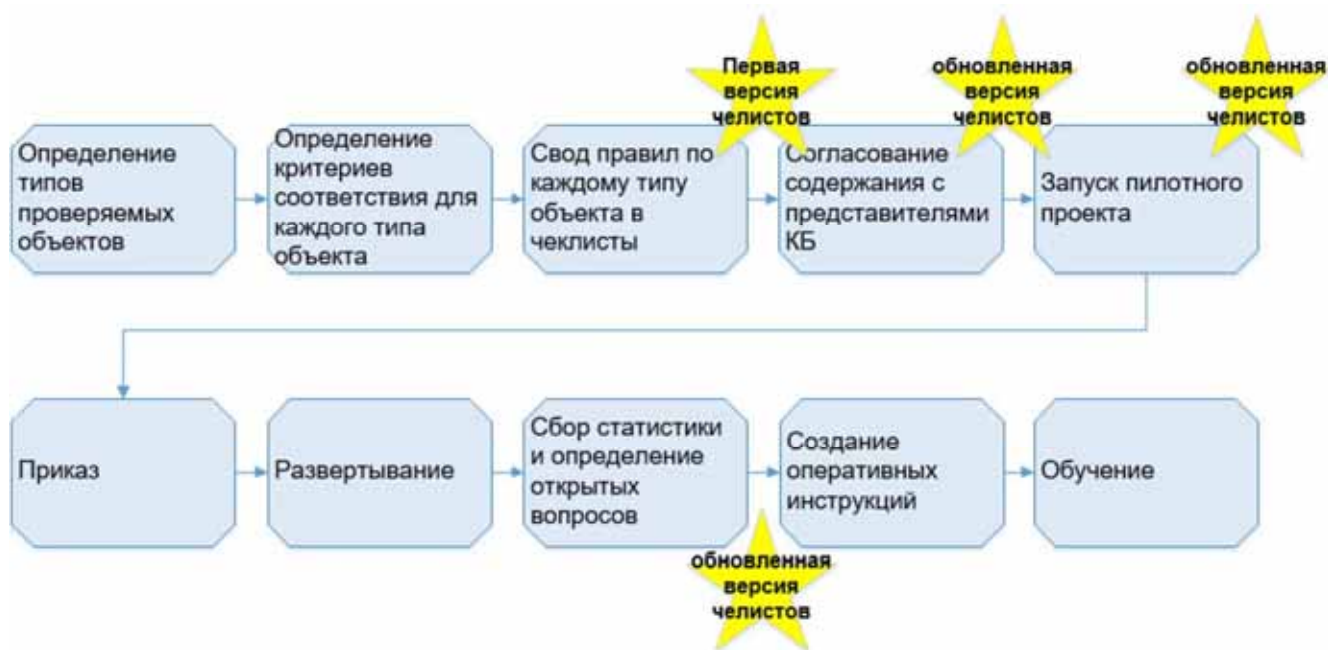 Определение
типов
проверяемых
объектов
Определение
критериев
соответствия для
каждого типа
объекта
Первая
версия
челистов
Свод правил по
каждому типу
объекта в
чеклисты
обновленная
версия
челистов
Согласование
содержания с
представителями
КБ
обновленная
версия
челистов
Запуск пилотного
проекта
Приказ
Развертывание
Сбор статистики
и определение
открытых
вопросов
обновленная
версия
челистов
Создание
оперативных
инструкций
Обучение